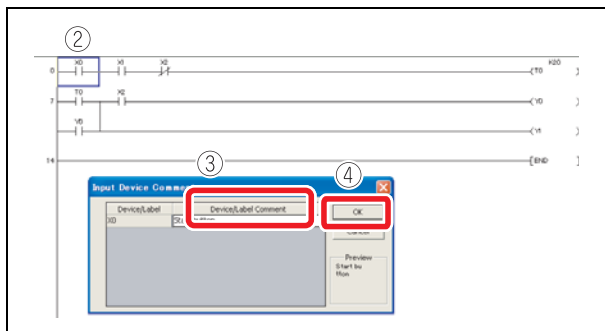 ②
X0 X1 X2 K20
0 (T0 )
T0 X2
7 (Y0 )
Y0
(Y1 )
14 [END ]
③ ④
Input Device Com
Device/Label Device/Label Comment OK
X0
Cancel
Preview
Start bu
tton